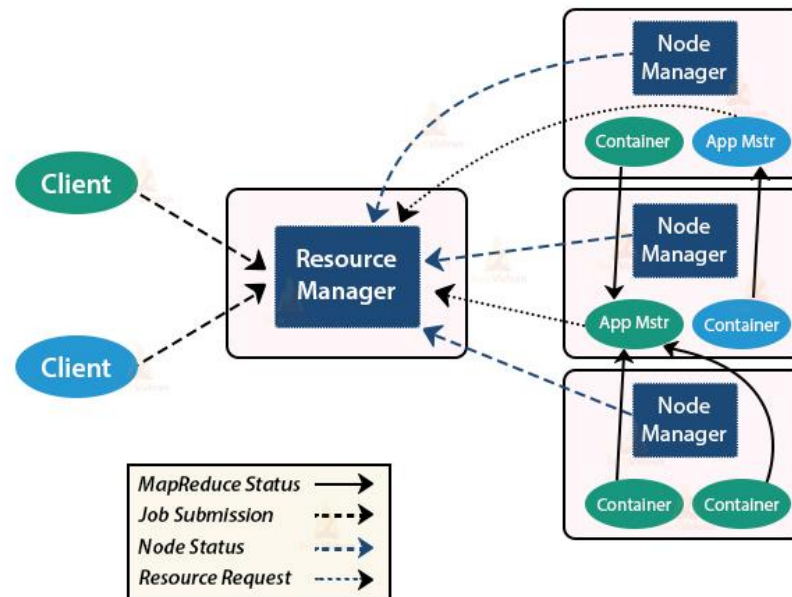 Node
Manager
Container
App Mstr
Client
Resource
Manager
Node
Manager
App Mstr
Container
Client
Node
Manager
Container
Container
MapReduce Status
Job Submission
Node Status
Resource Request